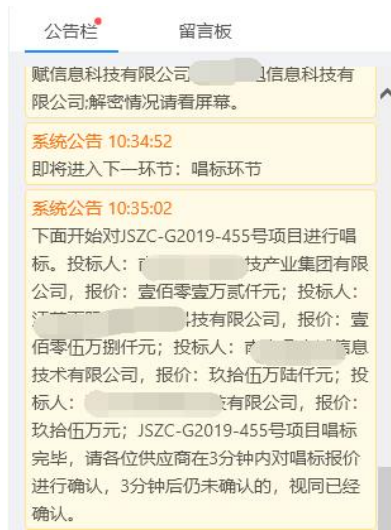 公告栏 留言板
赋信息科技有限公司 信息科技有
限公司;解密情况请看屏幕。
系统公告 10:34:52
即将进入下一环节：唱标环节
系统公告 10:35:02
下面开始对JSZC-G2019-455号项目进行唱
标。投标人： 技产业集团有限
公司，报价：壹佰零壹万贰仟元；投标人：
科技有限公司，报价：壹
佰零伍万捌仟元；投标人： 信息
技术有限公司，报价：玖拾伍万陆仟元；投
标人： 有限公司，报价：
玖拾伍万元；JSZC-G2019-455号项目唱标
完毕，请各位供应商在3分钟内对唱标报价
进行确认，3分钟后仍未确认的，视同已经
确认。